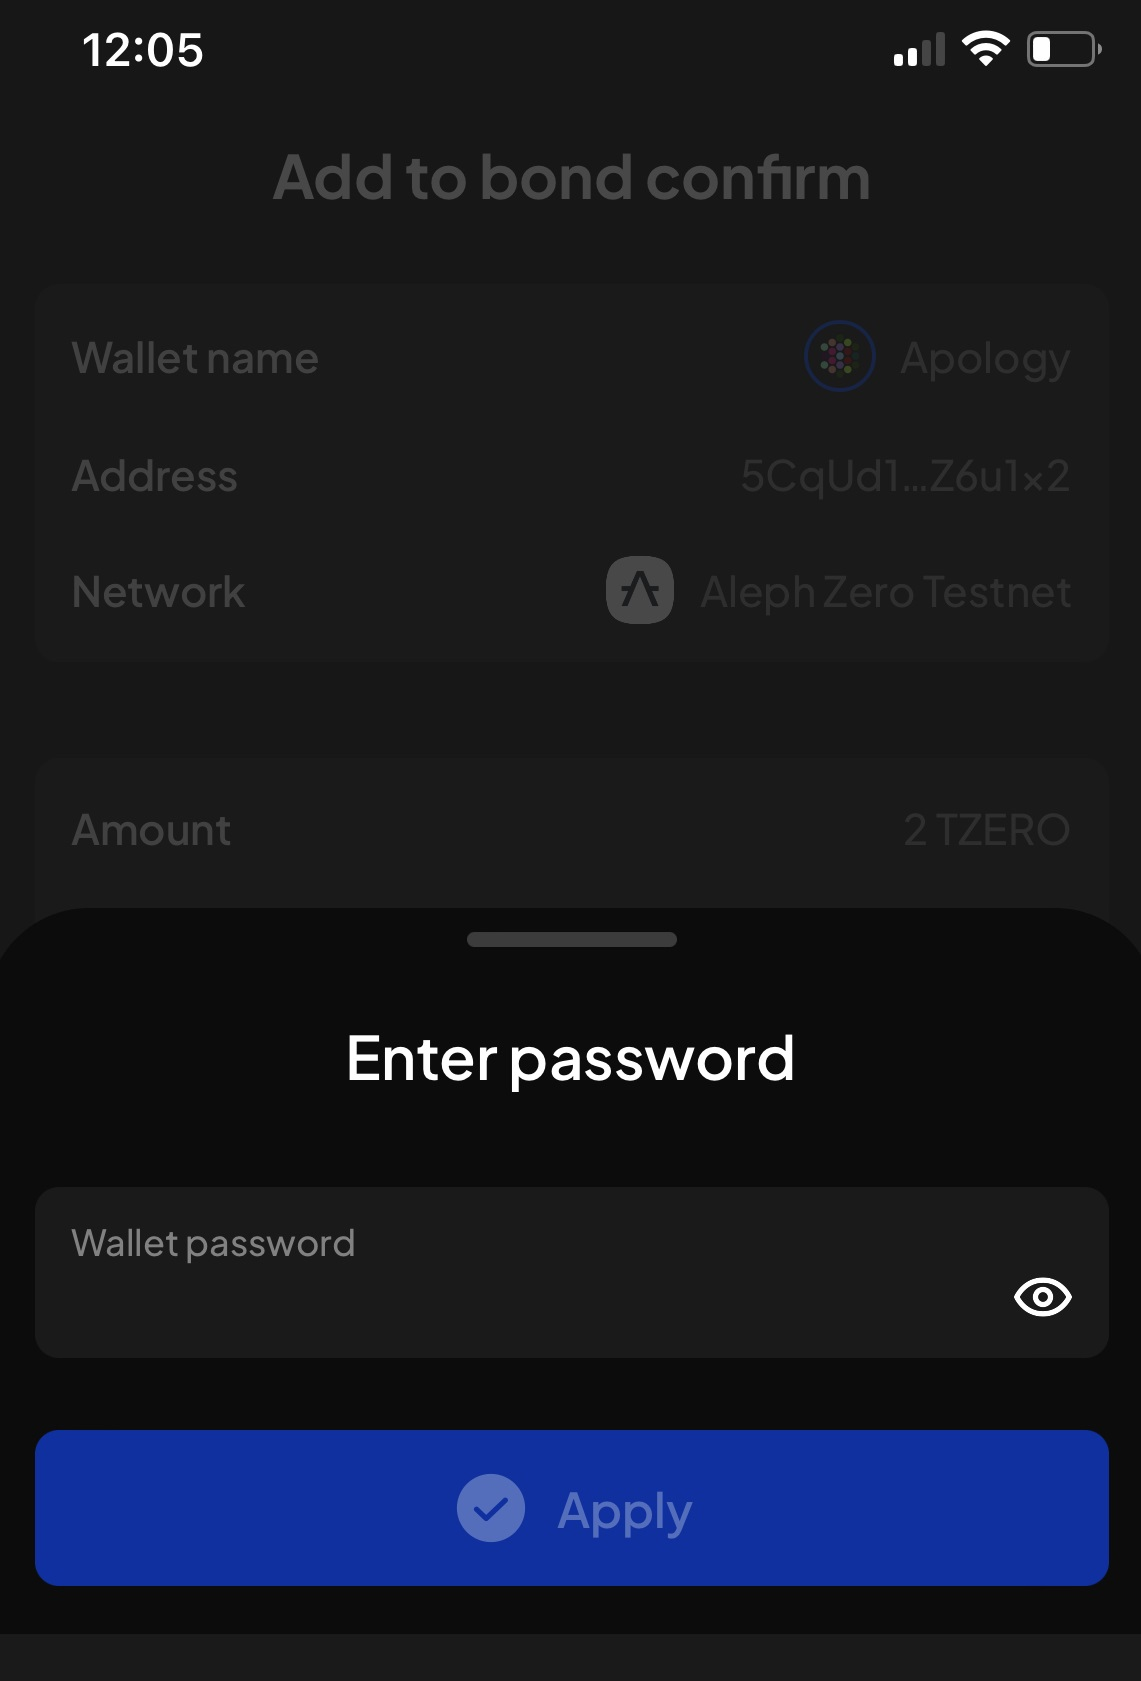 12:05
Add to bond confirm
Wallet name Apology
Address 5CqUd1...Z6u1x2
Network Aleph Zero Testnet
Amount 2 TZERO
Enter password
Wallet password
Apply